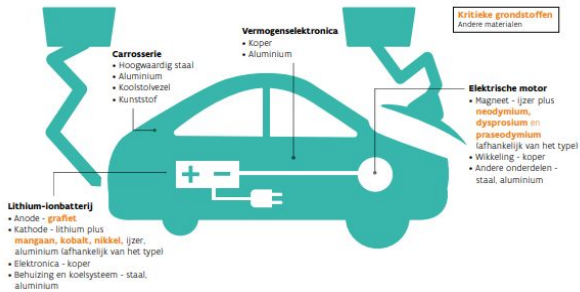 Kritieke grondstoffen
Andere materialen
Carrosserie
• Hoogwaardig staal
• Aluminium
• Koolstofvezel
• Kunststof
Vermogenselektronica
• Koper
• Aluminium
Elektrische motor
• Magneet - ijzer plus
neodymium,
dysprosium en
praseodymium
(afhankelijk van het type)
• Wikkeling - koper
• Andere onderdelen -
staal, aluminium
Lithium-ionbatterij
• Anode - grafiet
• Kathode - lithium plus
mangaan, kobalt, nikkel, ijzer,
aluminium (afhankelijk van het type)
• Elektronica - koper
• Behuizing en koelsysteem - staal,
aluminium